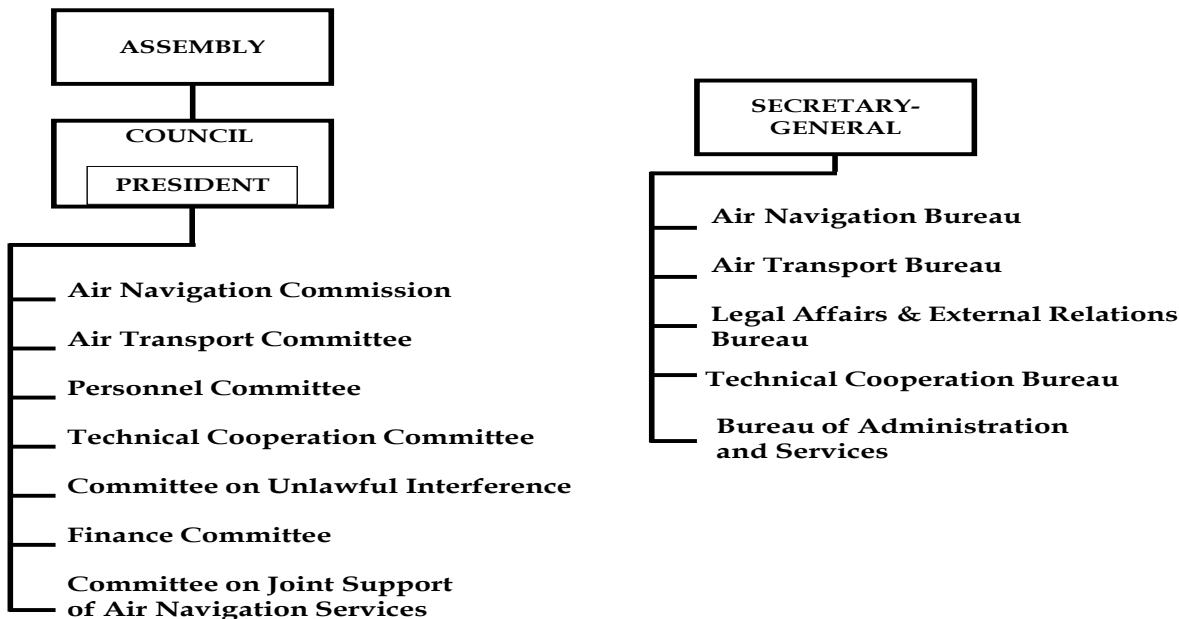 ASSEMBLY
COUNCIL
PRESIDENT
Air Navigation Commission
Air Transport Committee
Personnel Committee
Technical Cooperation Committee
Committee on Unlawful Interference
Finance Committee
Committee on Joint Support
of Air Navigation Services
SECRETARY-
GENERAL
Air Navigation Bureau
Air Transport Bureau
Legal Affairs & External Relations
Bureau
Technical Cooperation Bureau
Bureau of Administration
and Services